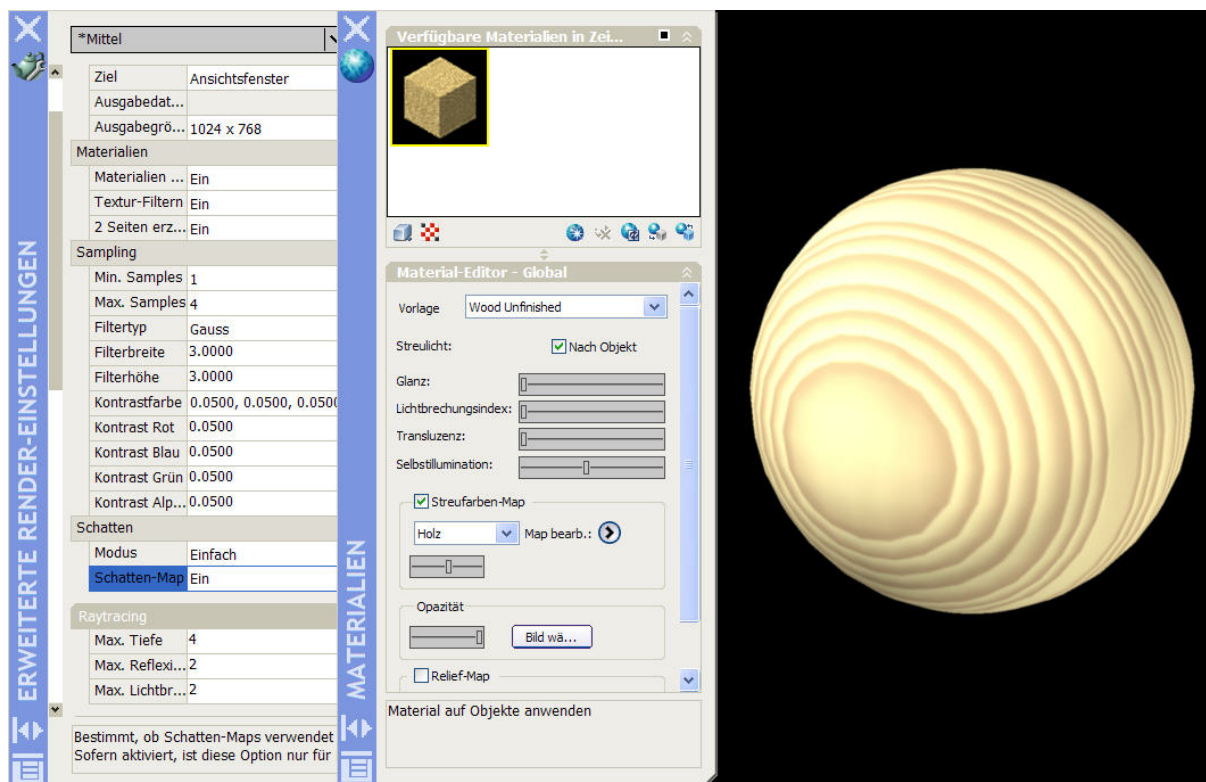 *Mittel
Ziel Ansichtsfenster
Ausgabedat...
Ausgabegrö... 1024 x 768
Materialien
Materialien ... Ein
Textur-Filtern Ein
2 Seiten erz... Ein
Sampling
Min. Samples 1
Max. Samples 4
Filtertyp Gauss
Filterbreite 3.0000
Filterhöhe 3.0000
Kontrastfarbe 0.0500, 0.0500, 0.0500
Kontrast Rot 0.0500
Kontrast Blau 0.0500
Kontrast Grün 0.0500
Kontrast Alp... 0.0500
Schatten
Modus Einfach
Schatten-Map Ein
Raytracing
Max. Tiefe 4
Max. Reflexi... 2
Max. Lichtbr... 2
Bestimmt, ob Schatten-Maps verwendet
Sofern aktiviert, ist diese Option nur für
ERWEITERTE RENDER-EINSTELLUNGEN
Verfügbare Materialien in Zei...
Material-Editor - Global
Vorlage Wood Unfinished
Streulicht: Nach Objekt
Glanz:
Lichtbrechungsindex:
Transluzenz:
Selbstillumination:
Streufarben-Map
Holz Map bearb.:
Opazität
Bild wä...
Relief-Map
Material auf Objekte anwenden
MATERIALIEN